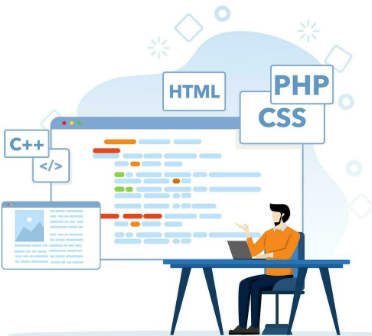 PHP
HTML
CSS
C++
</>